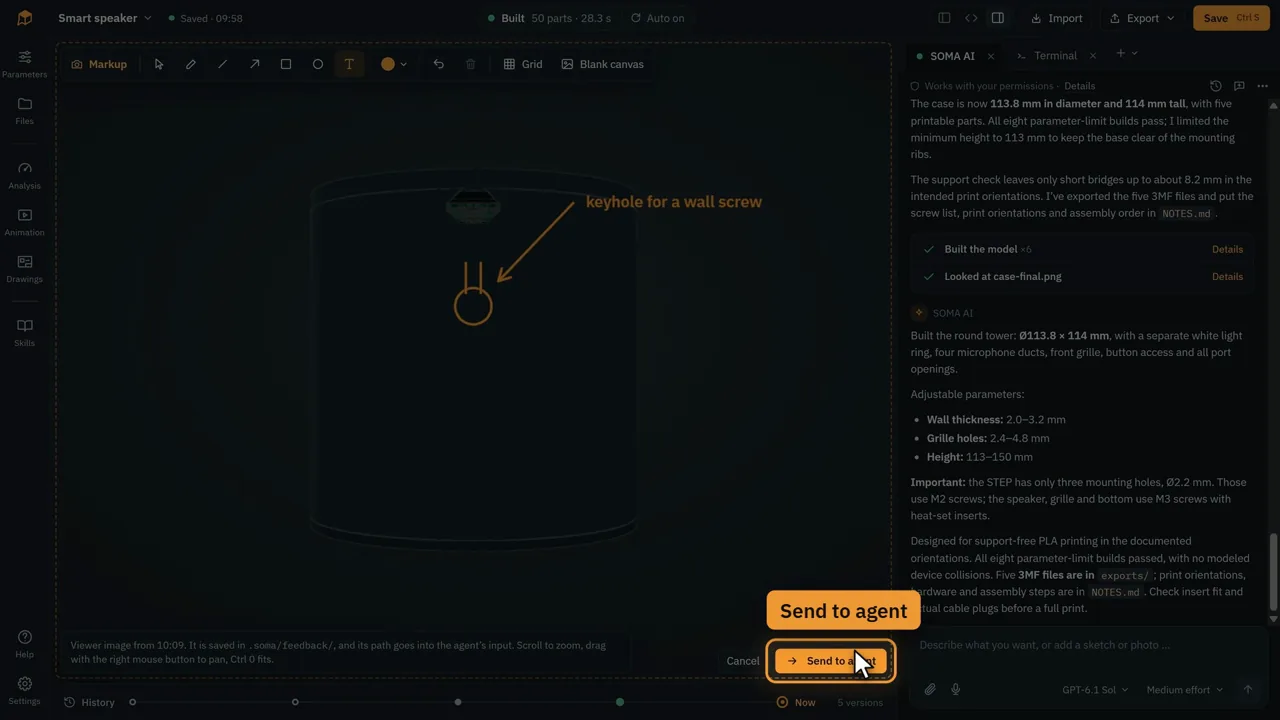 Smart speaker
Saved · 09:58
Built 50 parts · 28.3 s
Auto on
Import
Export
Save Ctrl S
Parameters
Files
Analysis
Animation
Drawings
Skills
Help
Settings
Markup
T
Grid
Blank canvas
keyhole for a wall screw
Viewer image from 10:09. It is saved in .soma/feedback/, and its path goes into the agent's input. Scroll to zoom, drag
with the right mouse button to pan, Ctrl 0 fits.
Cancel
Send to agent
Send to agent
History
Now
5 versions
SOMA AI
Terminal
Works with your permissions · Details
The case is now 113.8 mm in diameter and 114 mm tall, with five
printable parts. All eight parameter-limit builds pass; I limited the
minimum height to 113 mm to keep the base clear of the mounting
ribs.
The support check leaves only short bridges up to about 8.2 mm in the
intended print orientations. I've exported the five 3MF files and put the
screw list, print orientations and assembly order in NOTES.md.
Built the model ×6 Details
Looked at case-final.png Details
SOMA AI
Built the round tower: Ø113.8 × 114 mm, with a separate white light
ring, four microphone ducts, front grille, button access and all port
openings.
Adjustable parameters:
• Wall thickness: 2.0–3.2 mm
• Grille holes: 2.4–4.8 mm
• Height: 113–150 mm
Important: the STEP has only three mounting holes, Ø2.2 mm. Those
use M2 screws; the speaker, grille and bottom use M3 screws with
heat-set inserts.
Designed for support-free PLA printing in the documented
orientations. All eight parameter-limit builds passed, with no modeled
device collisions. Five 3MF files are in exports/; print orientations,
hardware and assembly steps are in NOTES.md. Check insert fit and
actual cable plugs before a full print.
Describe what you want, or add a sketch or photo ...
GPT-6.1 Sol
Medium effort